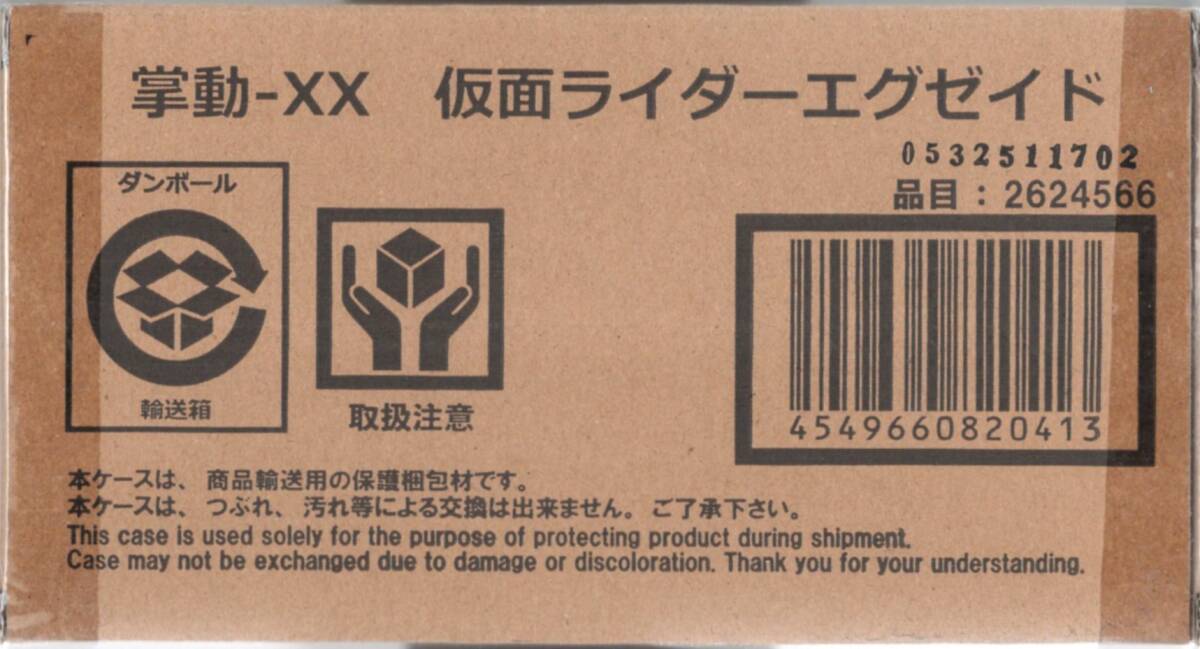 掌動-XX 仮面ライダーエグゼイド
0532511702
品目：2624566
ダンボール
輸送箱
取扱注意
4549660820413
本ケースは、商品輸送用の保護梱包材です。
本ケースは、つぶれ、汚れ等による交換は出来ません。ご了承下さい。
This case is used solely for the purpose of protecting product during shipment.
Case may not be exchanged due to damage or discoloration. Thank you for your understanding.